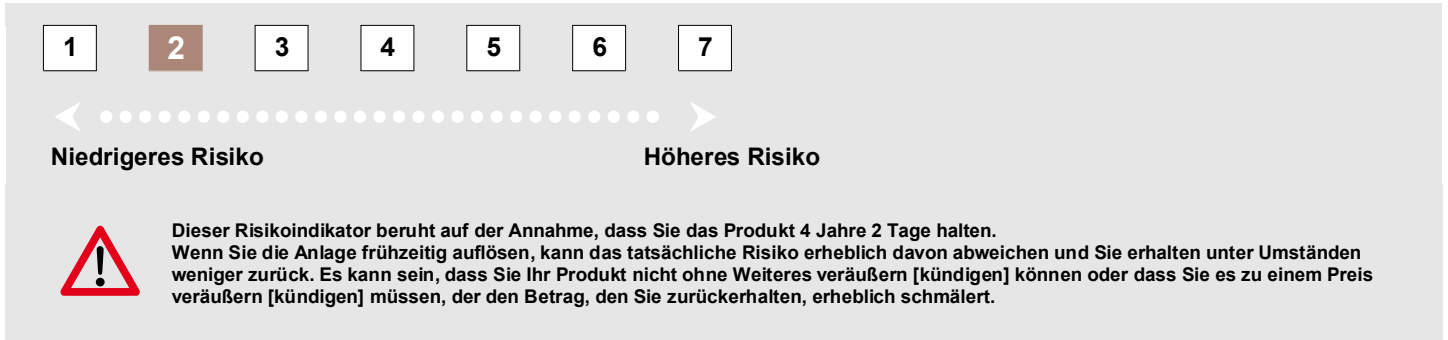 1 2 3 4 5 6 7
Niedrigeres Risiko Höheres Risiko
Dieser Risikoindikator beruht auf der Annahme, dass Sie das Produkt 4 Jahre 2 Tage halten.
Wenn Sie die Anlage frühzeitig auflösen, kann das tatsächliche Risiko erheblich davon abweichen und Sie erhalten unter Umständen
weniger zurück. Es kann sein, dass Sie Ihr Produkt nicht ohne Weiteres veräußern [kündigen] können oder dass Sie es zu einem Preis
veräußern [kündigen] müssen, der den Betrag, den Sie zurückerhalten, erheblich schmälert.